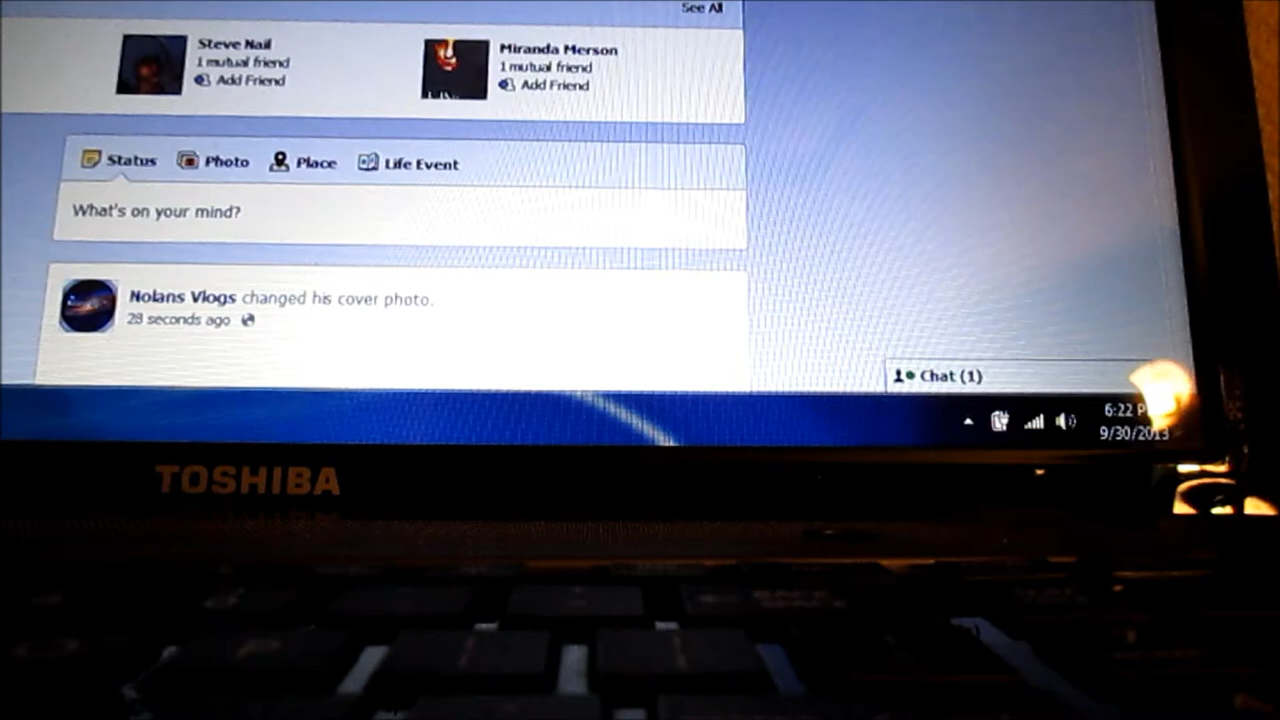 See All
Steve Nail
1 mutual friend
Add Friend
Miranda Merson
1 mutual friend
Add Friend
Status Photo Place Life Event
What's on your mind?
Nolans Vlogs changed his cover photo.
28 seconds ago
Chat (1)
6:22 P
9/30/2013
TOSHIBA